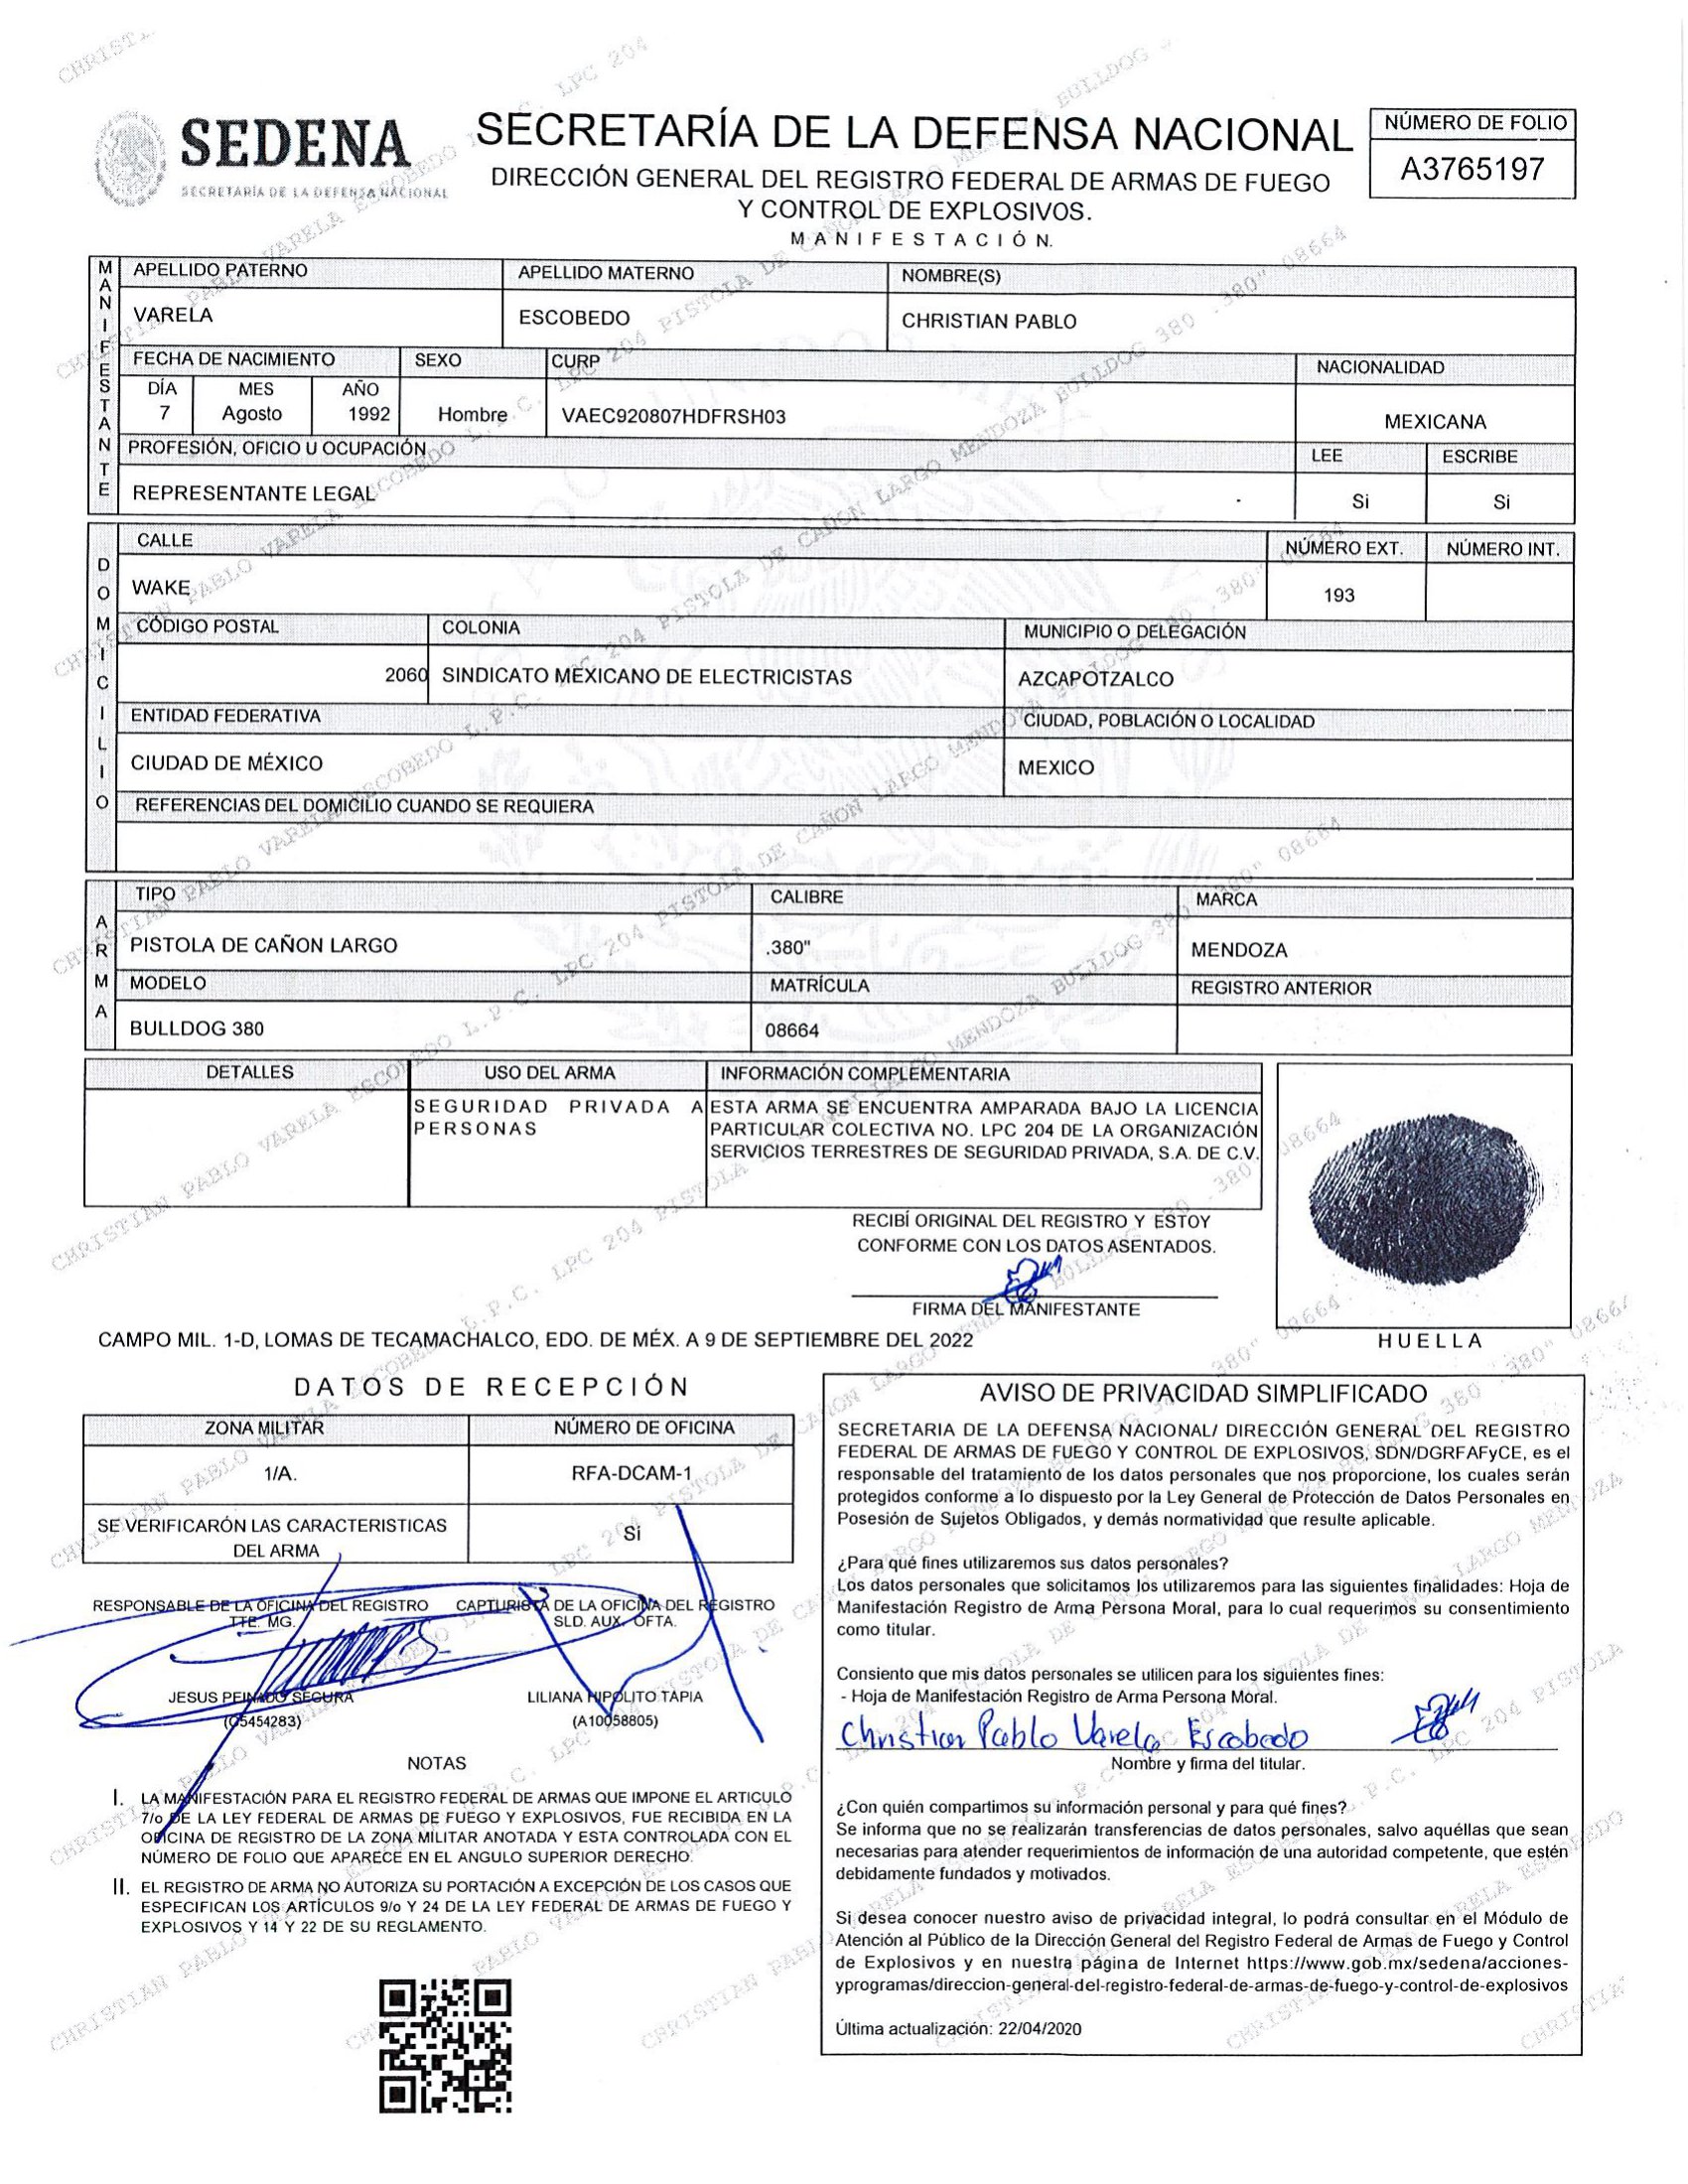 SEDENA
SECRETARÍA DE LA DEFENSA NACIONAL
SECRETARÍA DE LA DEFENSA NACIONAL
DIRECCIÓN GENERAL DEL REGISTRO FEDERAL DE ARMAS DE FUEGO
Y CONTROL DE EXPLOSIVOS.
MANIFESTACIÓN.
NÚMERO DE FOLIO
A3765197
MANIFESTANTE
APELLIDO PATERNO APELLIDO MATERNO NOMBRE(S)
VARELA ESCOBEDO CHRISTIAN PABLO
FECHA DE NACIMIENTO SEXO CURP NACIONALIDAD
DÍA MES AÑO
7 Agosto 1992 Hombre VAEC920807HDFRSH03 MEXICANA
PROFESIÓN, OFICIO U OCUPACIÓN LEE ESCRIBE
REPRESENTANTE LEGAL Si Si
DOMICILIO
CALLE NÚMERO EXT. NÚMERO INT.
WAKE 193
CÓDIGO POSTAL COLONIA MUNICIPIO O DELEGACIÓN
2060 SINDICATO MEXICANO DE ELECTRICISTAS AZCAPOTZALCO
ENTIDAD FEDERATIVA CIUDAD, POBLACIÓN O LOCALIDAD
CIUDAD DE MÉXICO MEXICO
REFERENCIAS DEL DOMICILIO CUANDO SE REQUIERA
ARMA
TIPO CALIBRE MARCA
PISTOLA DE CAÑON LARGO .380" MENDOZA
MODELO MATRÍCULA REGISTRO ANTERIOR
BULLDOG 380 08664
DETALLES USO DEL ARMA INFORMACIÓN COMPLEMENTARIA
SEGURIDAD PRIVADA A
PERSONAS
ESTA ARMA SE ENCUENTRA AMPARADA BAJO LA LICENCIA
PARTICULAR COLECTIVA NO. LPC 204 DE LA ORGANIZACIÓN
SERVICIOS TERRESTRES DE SEGURIDAD PRIVADA, S.A. DE C.V.
RECIBÍ ORIGINAL DEL REGISTRO Y ESTOY
CONFORME CON LOS DATOS ASENTADOS.
FIRMA DEL MANIFESTANTE
HUELLA
CAMPO MIL. 1-D, LOMAS DE TECAMACHALCO, EDO. DE MÉX. A 9 DE SEPTIEMBRE DEL 2022
DATOS DE RECEPCIÓN
ZONA MILITAR NÚMERO DE OFICINA
1/A. RFA-DCAM-1
SE VERIFICARÓN LAS CARACTERISTICAS
DEL ARMA
Si
RESPONSABLE DE LA OFICINA DEL REGISTRO
TTE. MG.
JESUS PEINADO SEGURA
(C5454283)
CAPTURISTA DE LA OFICINA DEL REGISTRO
SLD. AUX. OFTA.
LILIANA HIPOLITO TAPIA
(A10058805)
NOTAS
I. LA MANIFESTACIÓN PARA EL REGISTRO FEDERAL DE ARMAS QUE IMPONE EL ARTICULO
7/o DE LA LEY FEDERAL DE ARMAS DE FUEGO Y EXPLOSIVOS, FUE RECIBIDA EN LA
OFICINA DE REGISTRO DE LA ZONA MILITAR ANOTADA Y ESTA CONTROLADA CON EL
NÚMERO DE FOLIO QUE APARECE EN EL ANGULO SUPERIOR DERECHO.
II. EL REGISTRO DE ARMA NO AUTORIZA SU PORTACIÓN A EXCEPCIÓN DE LOS CASOS QUE
ESPECIFICAN LOS ARTÍCULOS 9/o Y 24 DE LA LEY FEDERAL DE ARMAS DE FUEGO Y
EXPLOSIVOS Y 14 Y 22 DE SU REGLAMENTO.
AVISO DE PRIVACIDAD SIMPLIFICADO
SECRETARIA DE LA DEFENSA NACIONAL/ DIRECCIÓN GENERAL DEL REGISTRO
FEDERAL DE ARMAS DE FUEGO Y CONTROL DE EXPLOSIVOS, SDN/DGRFAFyCE, es el
responsable del tratamiento de los datos personales que nos proporcione, los cuales serán
protegidos conforme a lo dispuesto por la Ley General de Protección de Datos Personales en
Posesión de Sujetos Obligados, y demás normatividad que resulte aplicable.
¿Para qué fines utilizaremos sus datos personales?
Los datos personales que solicitamos los utilizaremos para las siguientes finalidades: Hoja de
Manifestación Registro de Arma Persona Moral, para lo cual requerimos su consentimiento
como titular.
Consiento que mis datos personales se utilicen para los siguientes fines:
- Hoja de Manifestación Registro de Arma Persona Moral.
Christian Pablo Varela Escobedo
Nombre y firma del titular.
¿Con quién compartimos su información personal y para qué fines?
Se informa que no se realizarán transferencias de datos personales, salvo aquéllas que sean
necesarias para atender requerimientos de información de una autoridad competente, que estén
debidamente fundados y motivados.
Si desea conocer nuestro aviso de privacidad integral, lo podrá consultar en el Módulo de
Atención al Público de la Dirección General del Registro Federal de Armas de Fuego y Control
de Explosivos y en nuestra página de Internet https://www.gob.mx/sedena/acciones-
yprogramas/direccion-general-del-registro-federal-de-armas-de-fuego-y-control-de-explosivos
Última actualización: 22/04/2020